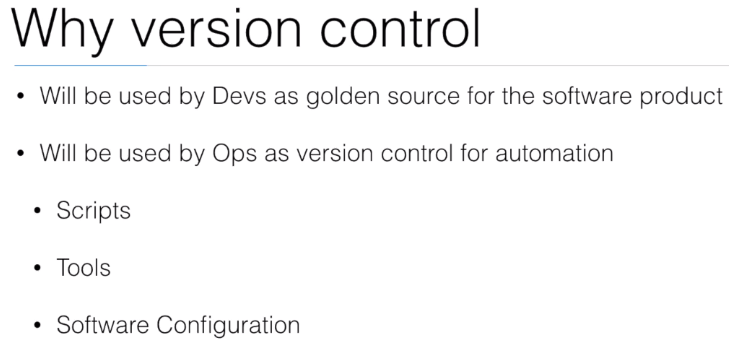 Why version control
• Will be used by Devs as golden source for the software product
• Will be used by Ops as version control for automation
• Scripts
• Tools
• Software Configuration